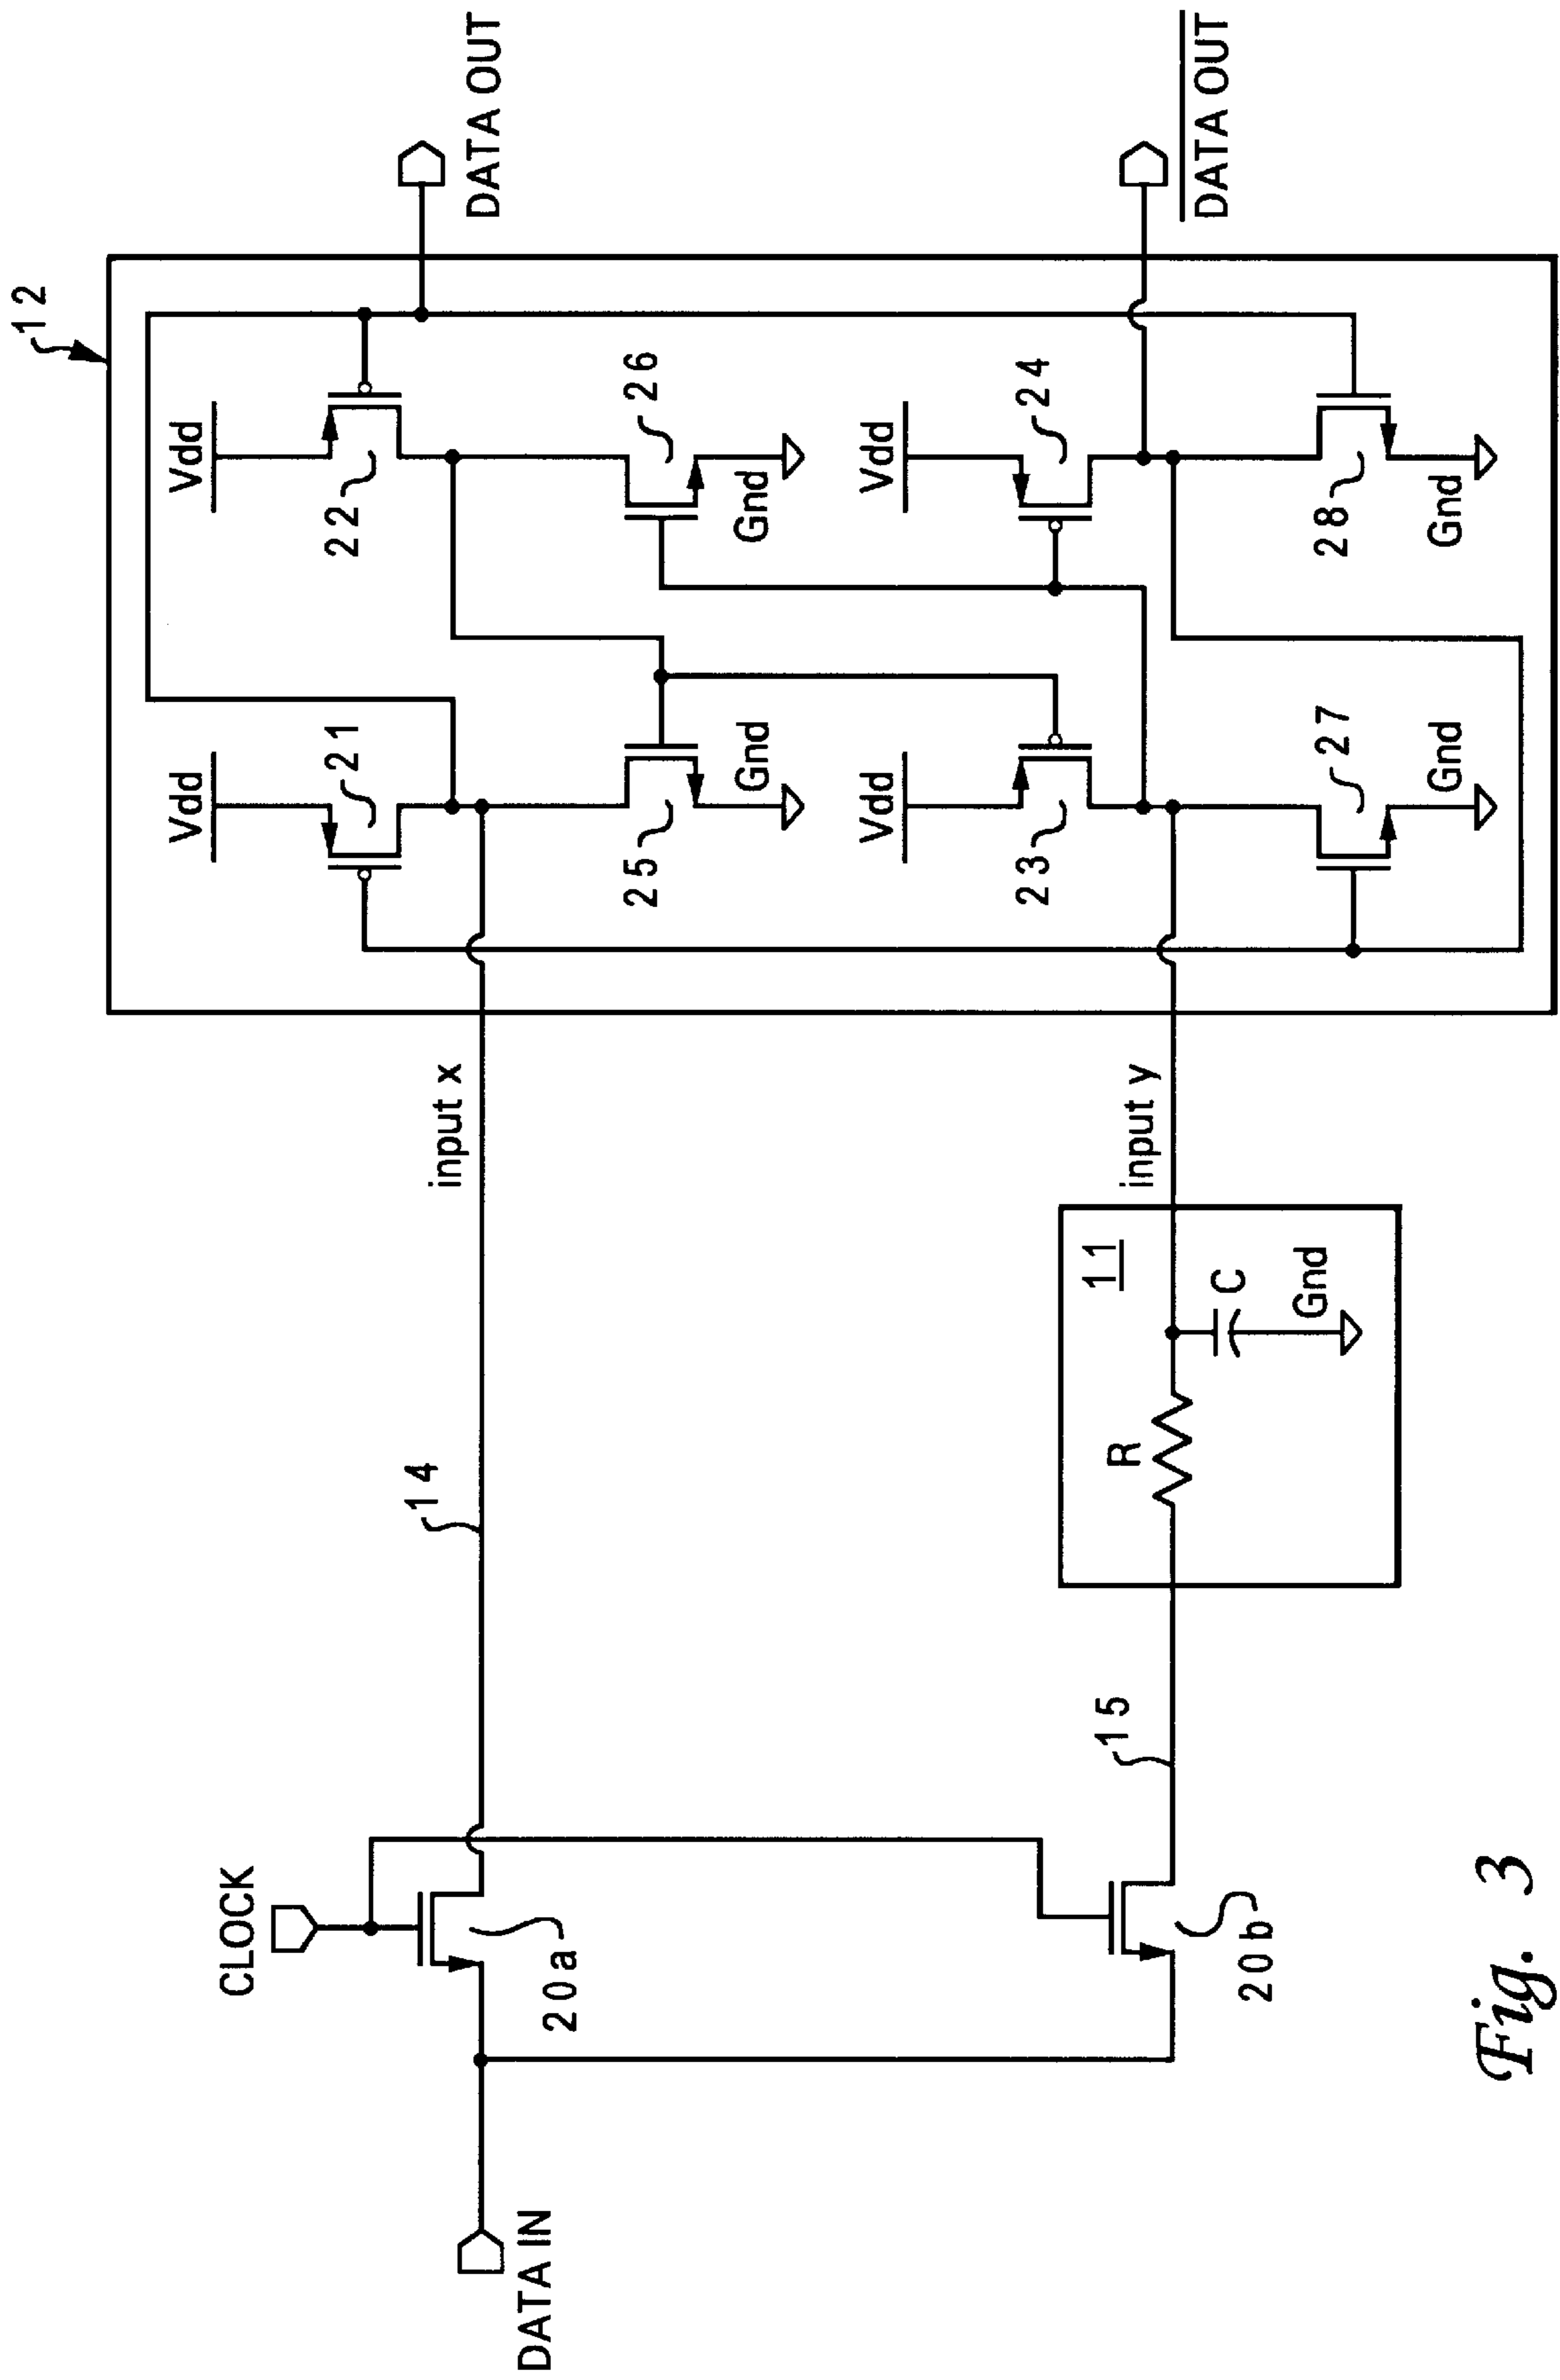 12
Vdd
Vdd
21
22
DATA OUT
25
Gnd
26
Gnd
Vdd
Vdd
23
24
DATA OUT
27
Gnd
28
Gnd
input x
input y
14
11
R
C
Gnd
15
CLOCK
20a
20b
DATA IN
Fig. 3